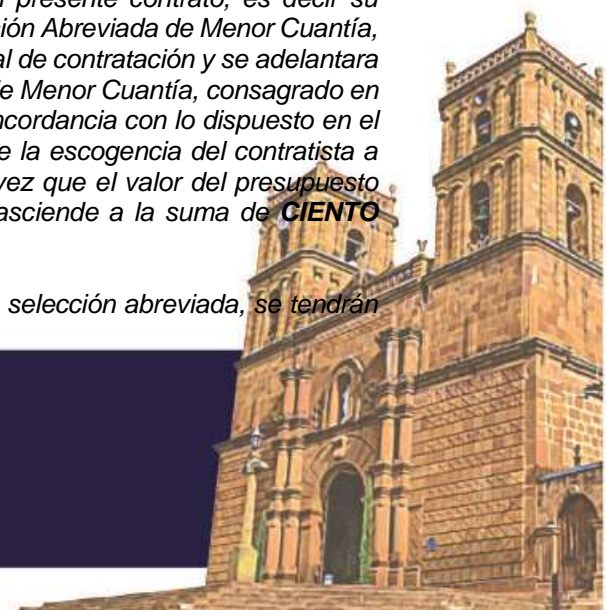 presente contrato, es decir su
ción Abreviada de Menor Cuantía,
al de contratación y se adelantara
de Menor Cuantía, consagrado en
ncordancia con lo dispuesto en el
e la escogencia del contratista a
vez que el valor del presupuesto
asciende a la suma de CIENTO
selección abreviada, se tendrán